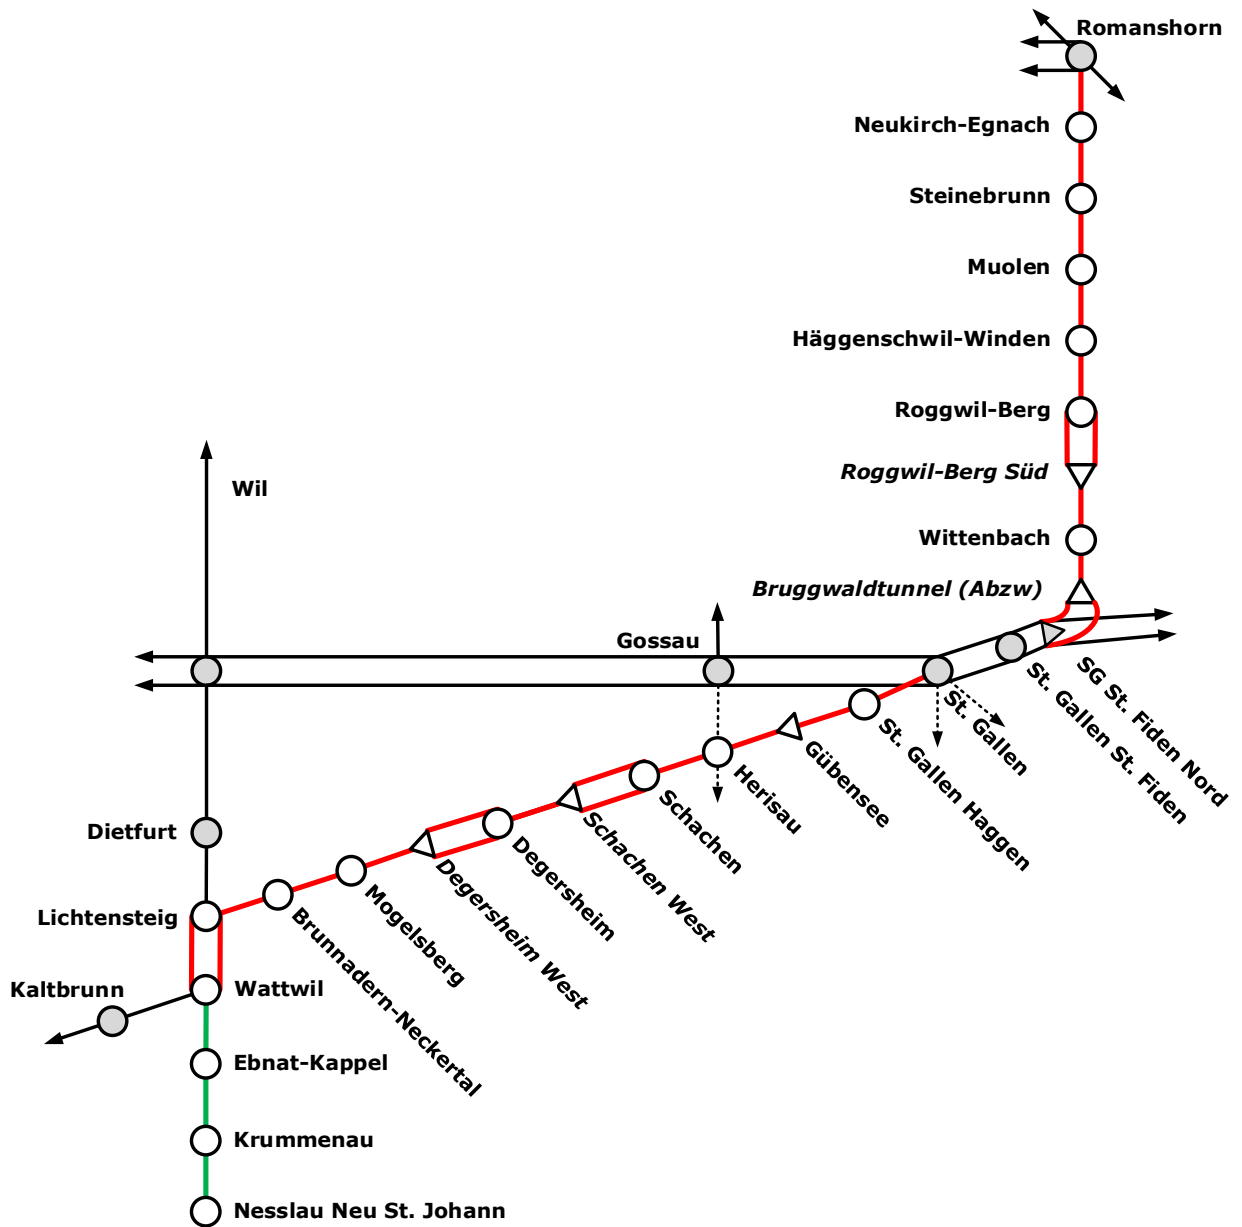 Romanshorn
Neukirch-Egnach
Steinebrunn
Muolen
Häggenschwil-Winden
Roggwil-Berg
Roggwil-Berg Süd
Wil
Wittenbach
Bruggwaldtunnel (Abzw)
Gossau
SG St. Fiden Nord
St. Gallen St. Fiden
St. Gallen
St. Gallen Haggen
Gübensee
Herisau
Schachen
Schachen West
Degersheim
Degersheim West
Mogelsberg
Brunnadern-Neckertal
Dietfurt
Lichtensteig
Kaltbrunn
Wattwil
Ebnat-Kappel
Krummenau
Nesslau Neu St. Johann